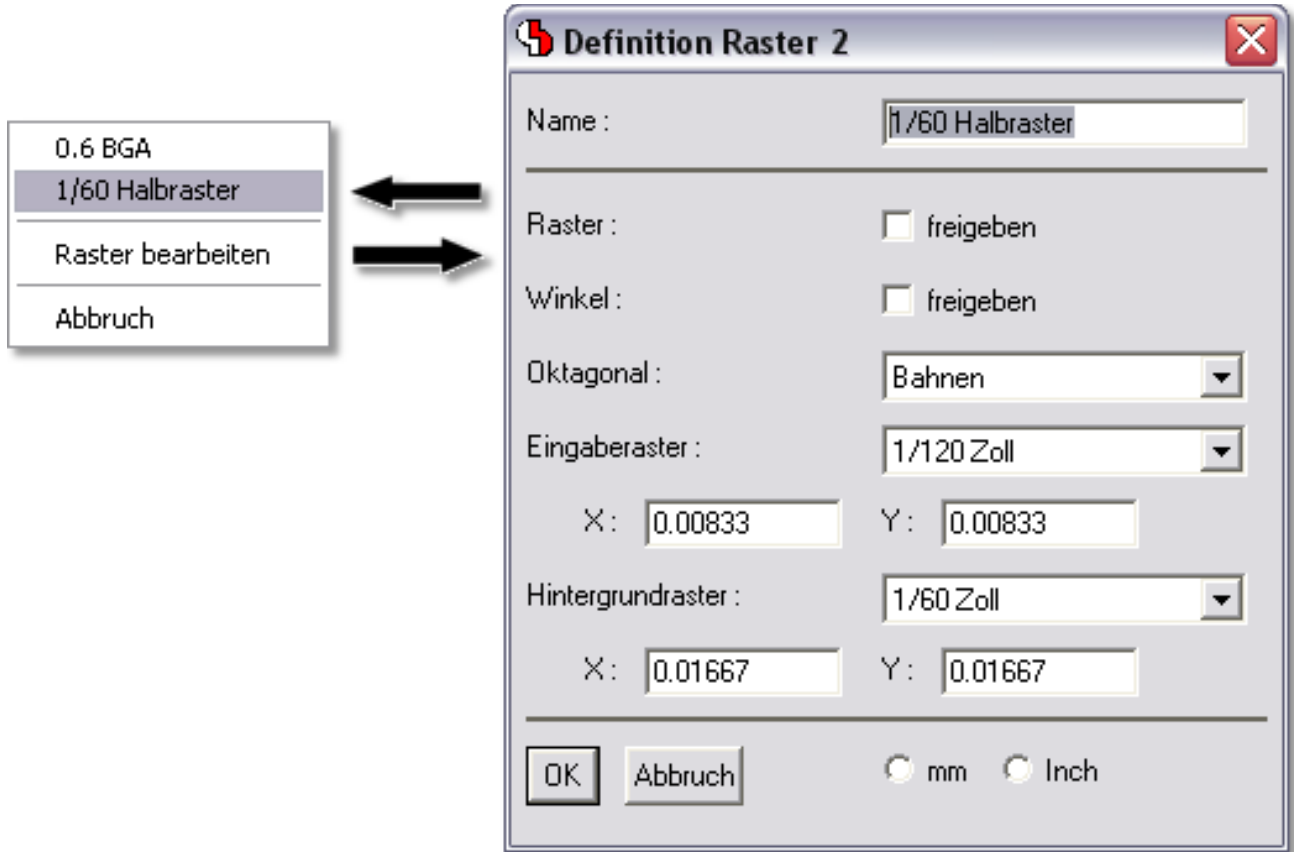 0.6 BGA
1/60 Halbraster
Raster bearbeiten
Abbruch
Definition Raster 2
Name : 1/60 Halbraster
Raster : freigeben
Winkel : freigeben
Oktagonal : Bahnen
Eingaberaster : 1/120 Zoll
X : 0.00833 Y : 0.00833
Hintergrundraster : 1/60 Zoll
X : 0.01667 Y : 0.01667
OK Abbruch mm Inch